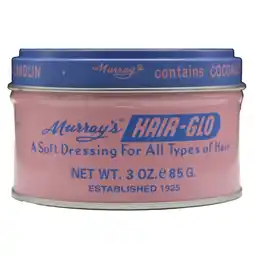 LANOLIN Murray's contains COCOA
Murray's HAIR-GLO
A Soft Dressing For All Types of Hair
NET WT. 3 OZ. & 85 G.
ESTABLISHED 1925